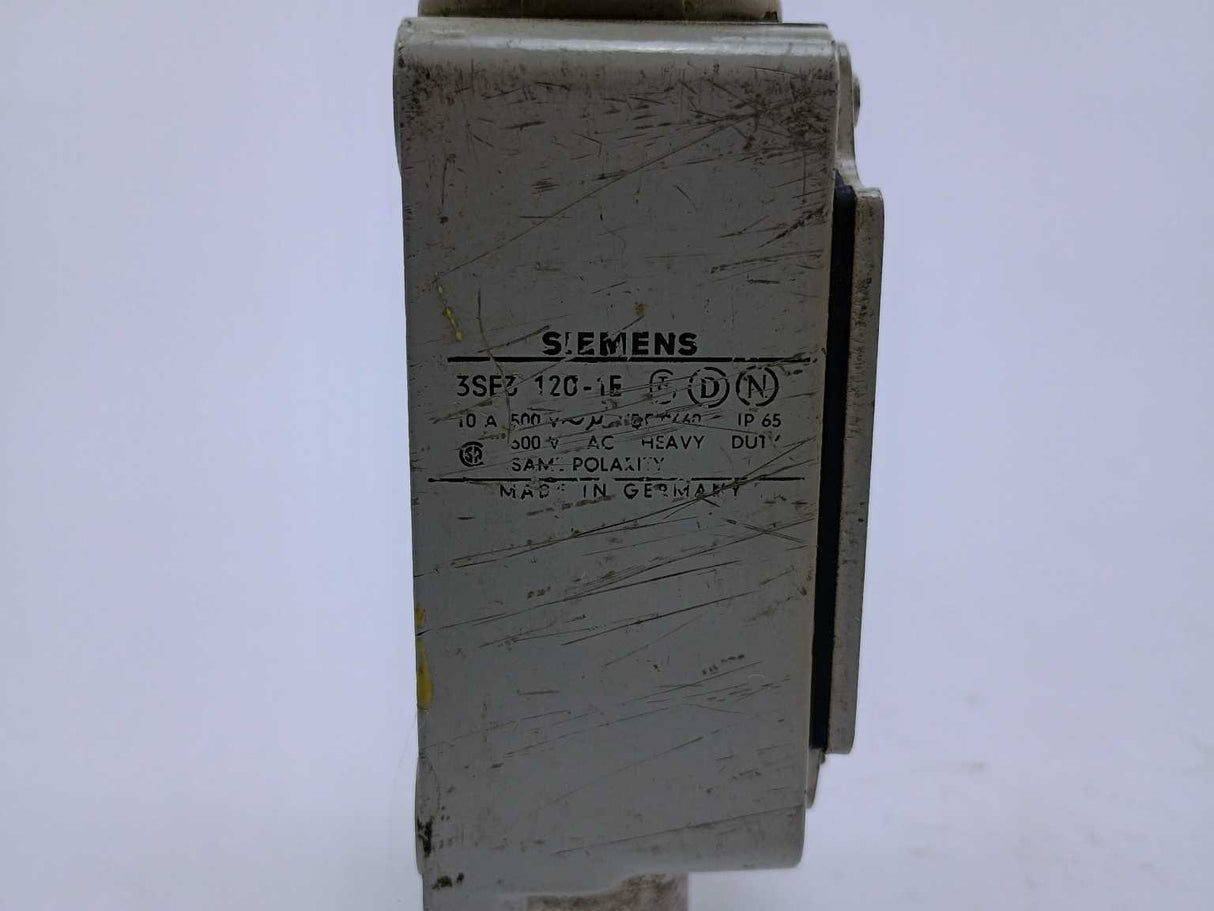 SIEMENS
3SE3 120-1E Ⓢ Ⓓ Ⓝ
10 A 500 V~ IP 65
600 V AC HEAVY DUTY
SAME POLARITY
MADE IN GERMANY